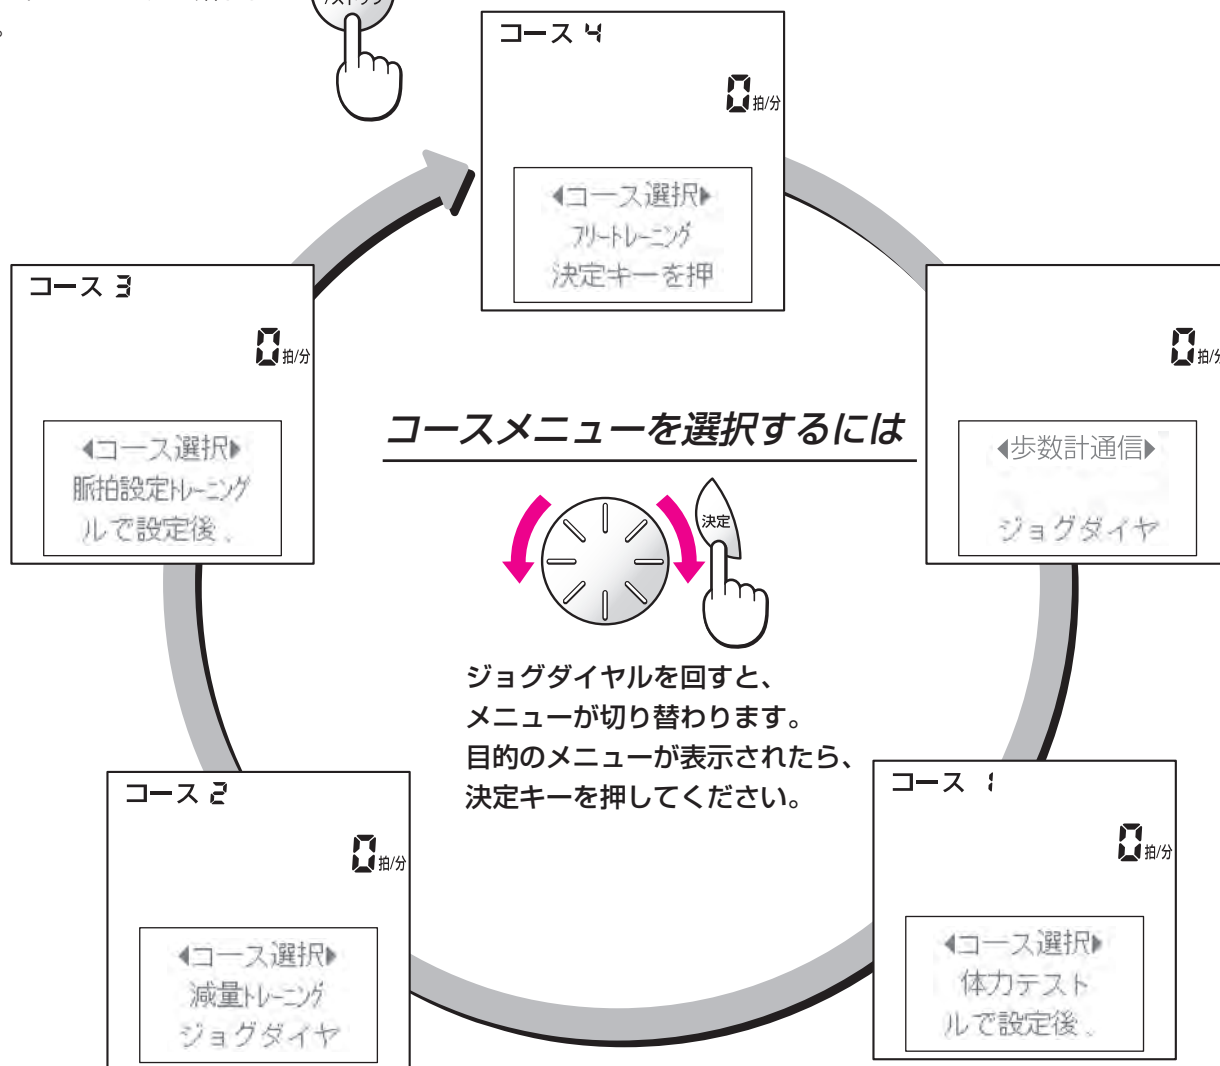 。
コース 4
0 拍/分
◀コース選択▶
フリートレーニング
決定キーを押
コース 3
0 拍/分
◀コース選択▶
脈拍設定トレーニング
ルで設定後、
0 拍/分
◀歩数計通信▶
ジョグダイヤ
コースメニューを選択するには
決定
ジョグダイヤルを回すと、
メニューが切り替わります。
目的のメニューが表示されたら、
決定キーを押してください。
コース 2
0 拍/分
◀コース選択▶
減量トレーニング
ジョグダイヤ
コース 1
0 拍/分
◀コース選択▶
体力テスト
ルで設定後、